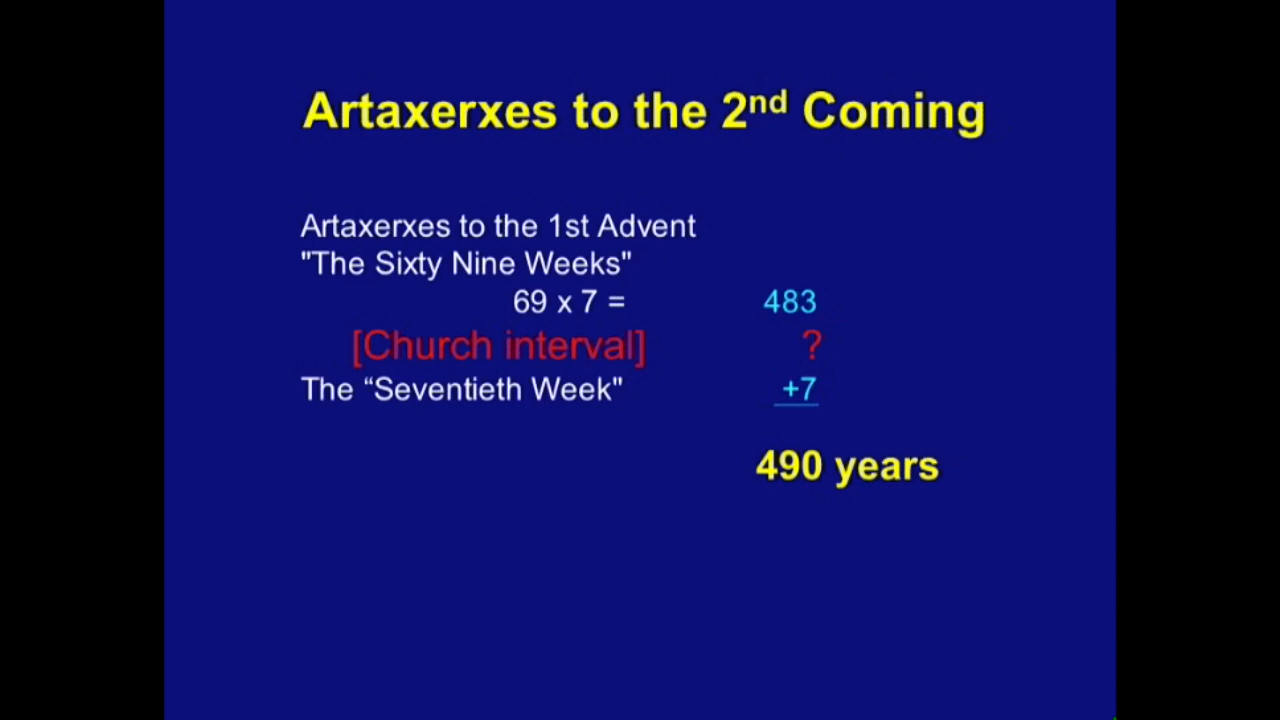 Artaxerxes to the 2nd Coming
Artaxerxes to the 1st Advent
"The Sixty Nine Weeks"
69 x 7 = 483
[Church interval] ?
The “Seventieth Week" +7
490 years